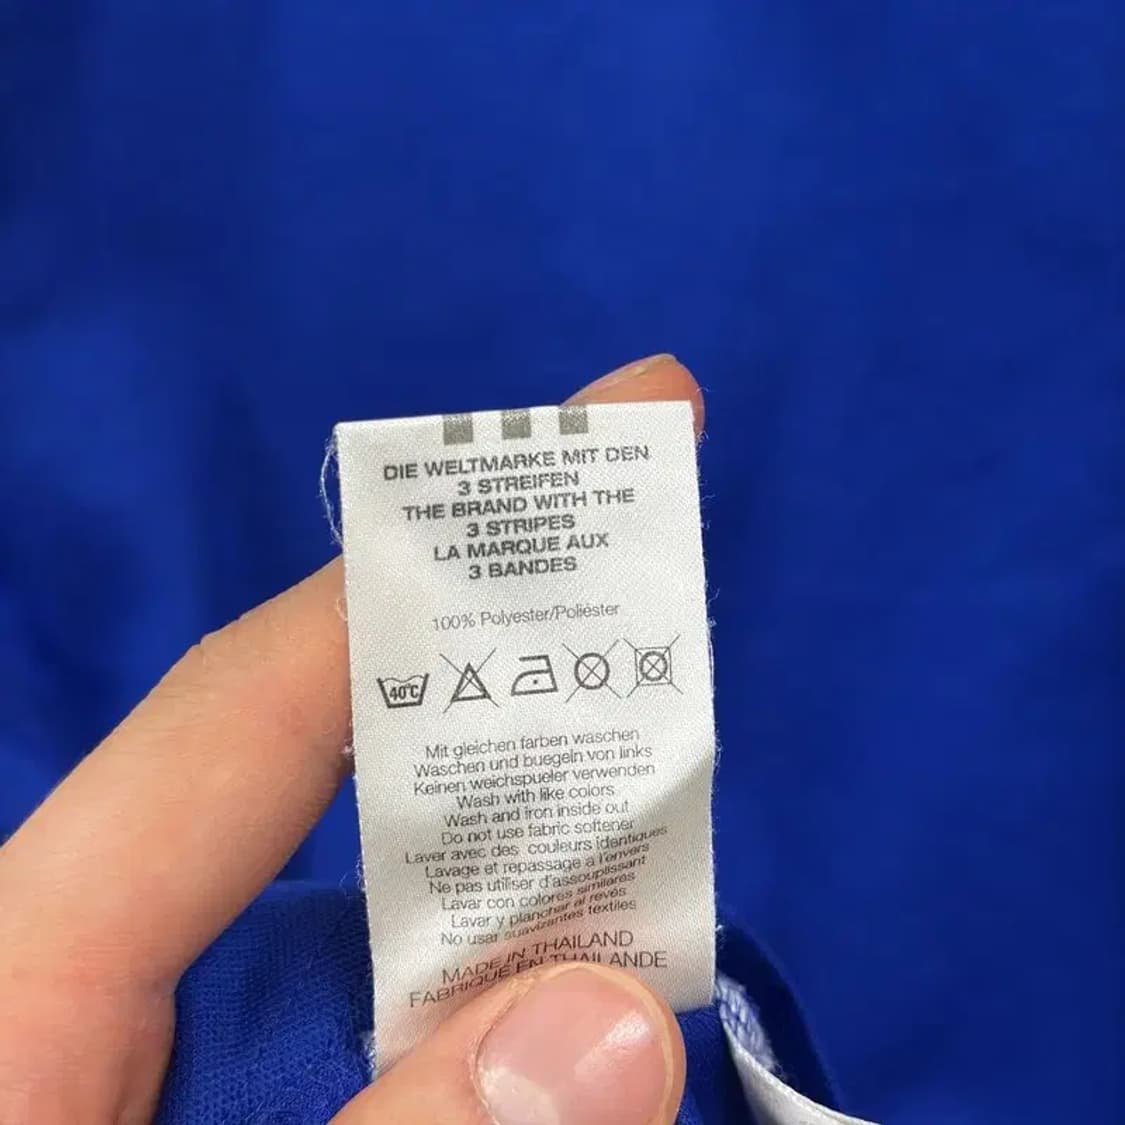 DIE WELTMARKE MIT DEN
3 STREIFEN
THE BRAND WITH THE
3 STRIPES
LA MARQUE AUX
3 BANDES
100% Polyester/Poliéster
40°C
Mit gleichen farben waschen
Waschen und buegeln von links
Keinen weichspueler verwenden
Wash with like colors
Wash and iron inside out
Do not use fabric softener
Laver avec des couleurs identiques
Lavage et repassage a l'envers
Ne pas utiliser d'assouplissant
Lavar con colores similares
Lavar y planchar al revés
No usar suavizantes textiles
MADE IN THAILAND
FABRIQUE EN THAILANDE